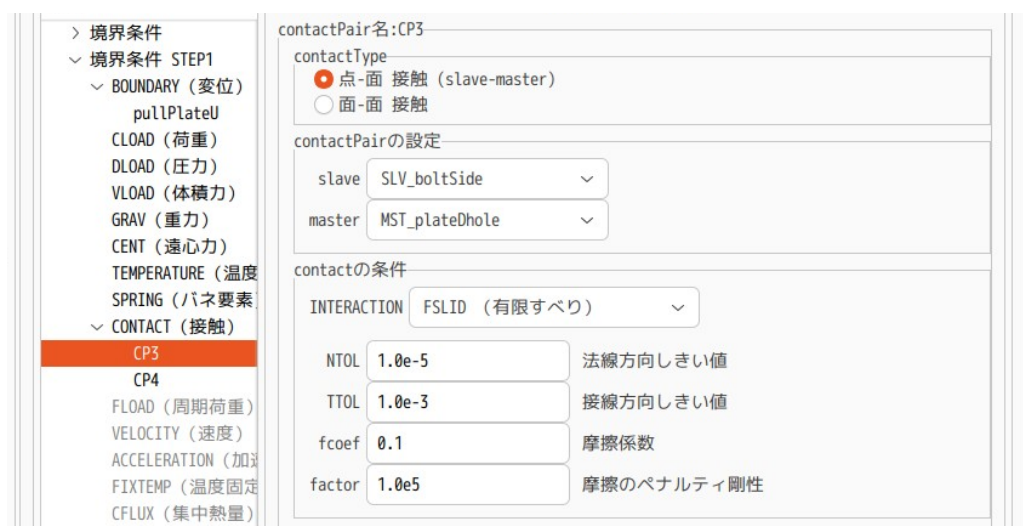 > 境界条件
∨ 境界条件 STEP1
∨ BOUNDARY (変位)
pullPlateU
CLOAD (荷重)
DLOAD (圧力)
VLOAD (体積力)
GRAV (重力)
CENT (遠心力)
TEMPERATURE (温度
SPRING (バネ要素
∨ CONTACT (接触)
CP3
CP4
FLOAD (周期荷重)
VELOCITY (速度)
ACCELERATION (加速
FIXTEMP (温度固定
CFLUX (集中熱量)
contactPair名:CP3
contactType
点-面 接触 (slave-master)
面-面 接触
contactPairの設定
slave SLV_boltSide
master MST_plateDhole
contactの条件
INTERACTION FSLID (有限すべり)
NTOL 1.0e-5 法線方向しきい値
TTOL 1.0e-3 接線方向しきい値
fcoef 0.1 摩擦係数
factor 1.0e5 摩擦のペナルティ剛性